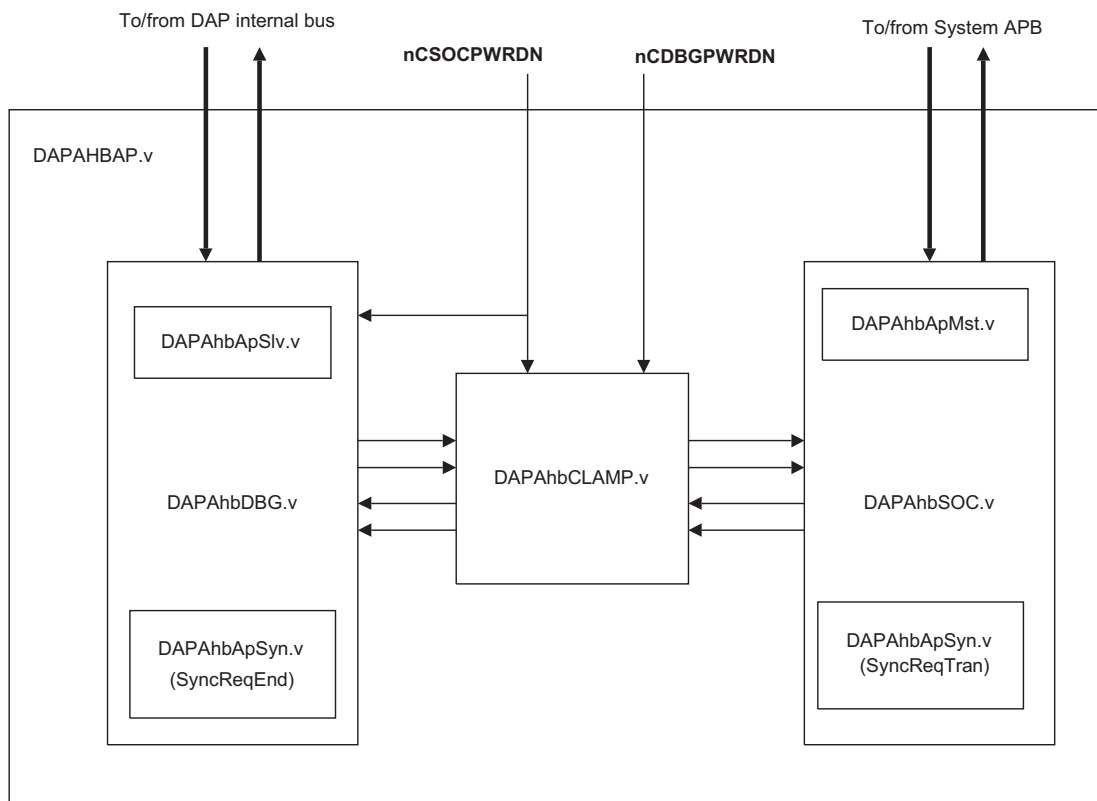 To/from DAP internal bus
To/from System APB
nCSOCPWRDN
nCDBGPWRDN
DAPAHBAP.v
DAPAhbApSlv.v
DAPAhbApMst.v
DAPAhbDBG.v
DAPAhbCLAMP.v
DAPAhbSOC.v
DAPAhbApSyn.v
(SyncReqEnd)
DAPAhbApSyn.v
(SyncReqTran)